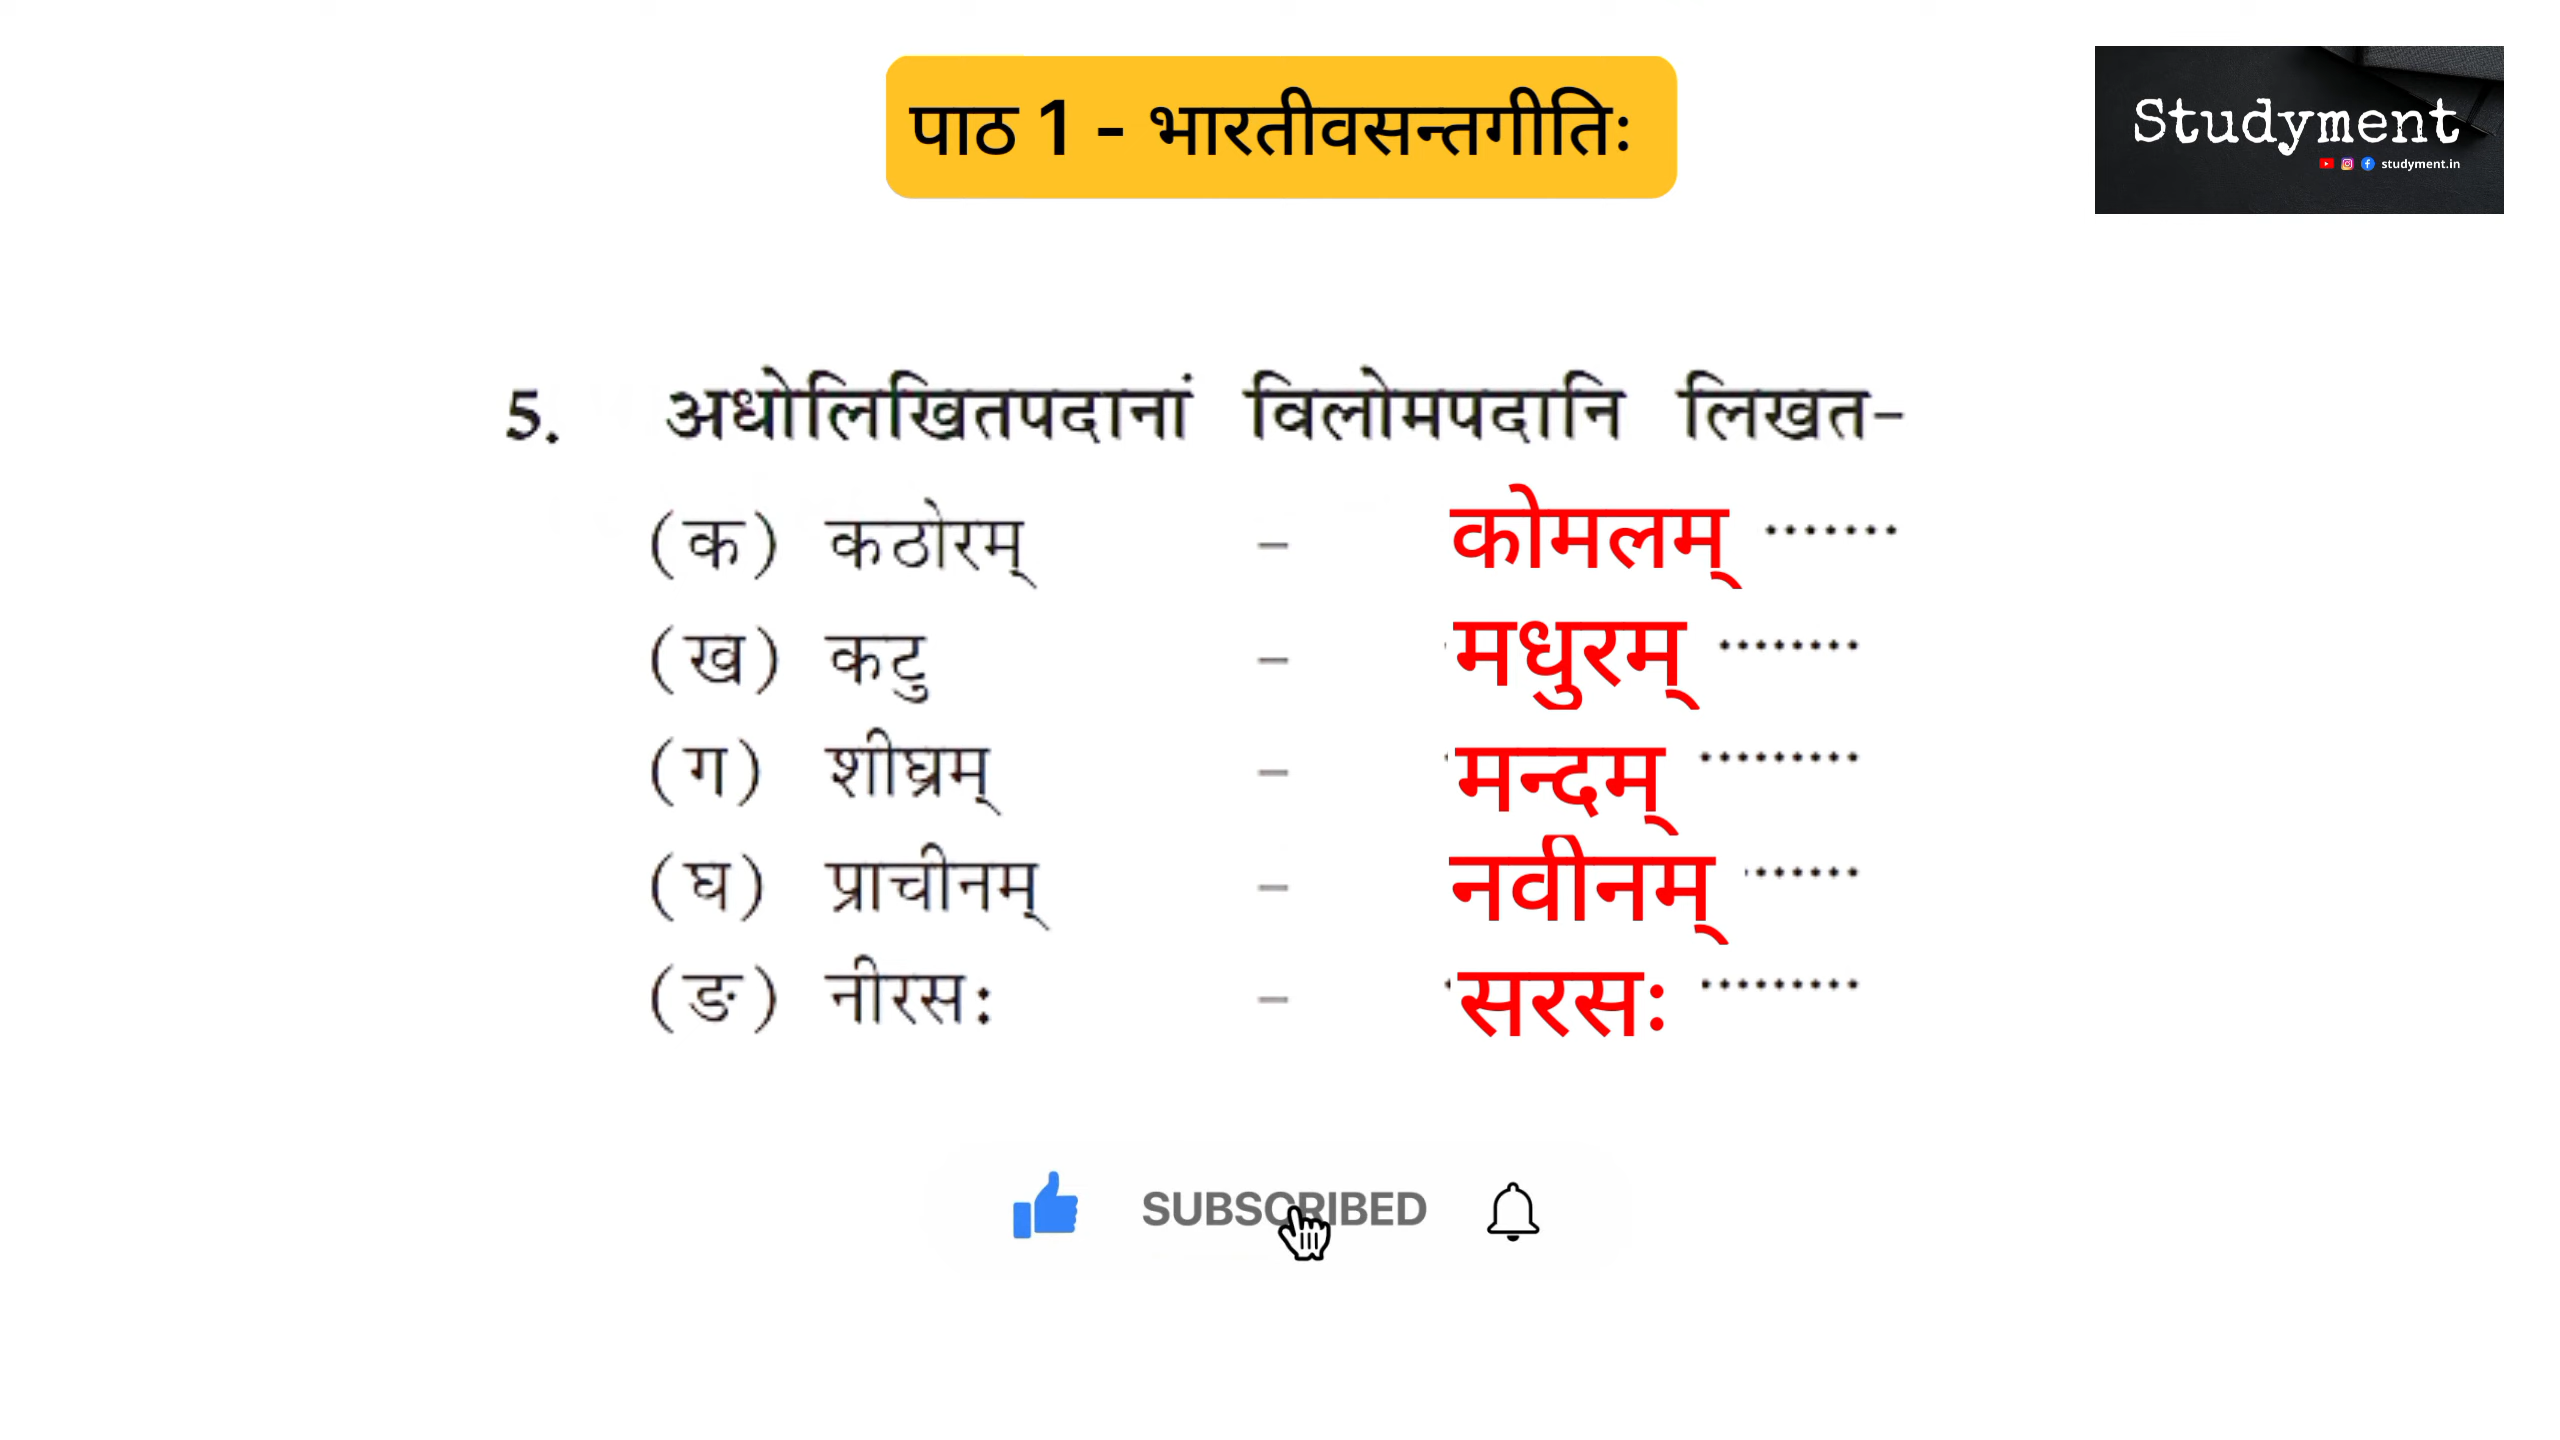 पाठ 1 - भारतीवसन्तगीतिः
Studyment
studyment.in
5. अधोलिखितपदानां विलोमपदानि लिखत-
(क) कठोरम् - कोमलम् .......
(ख) कटु - मधुरम् ........
(ग) शीघ्रम् - मन्दम् .........
(घ) प्राचीनम् - नवीनम् ......
(ङ) नीरसः - सरसः .........
SUBSCRIBED